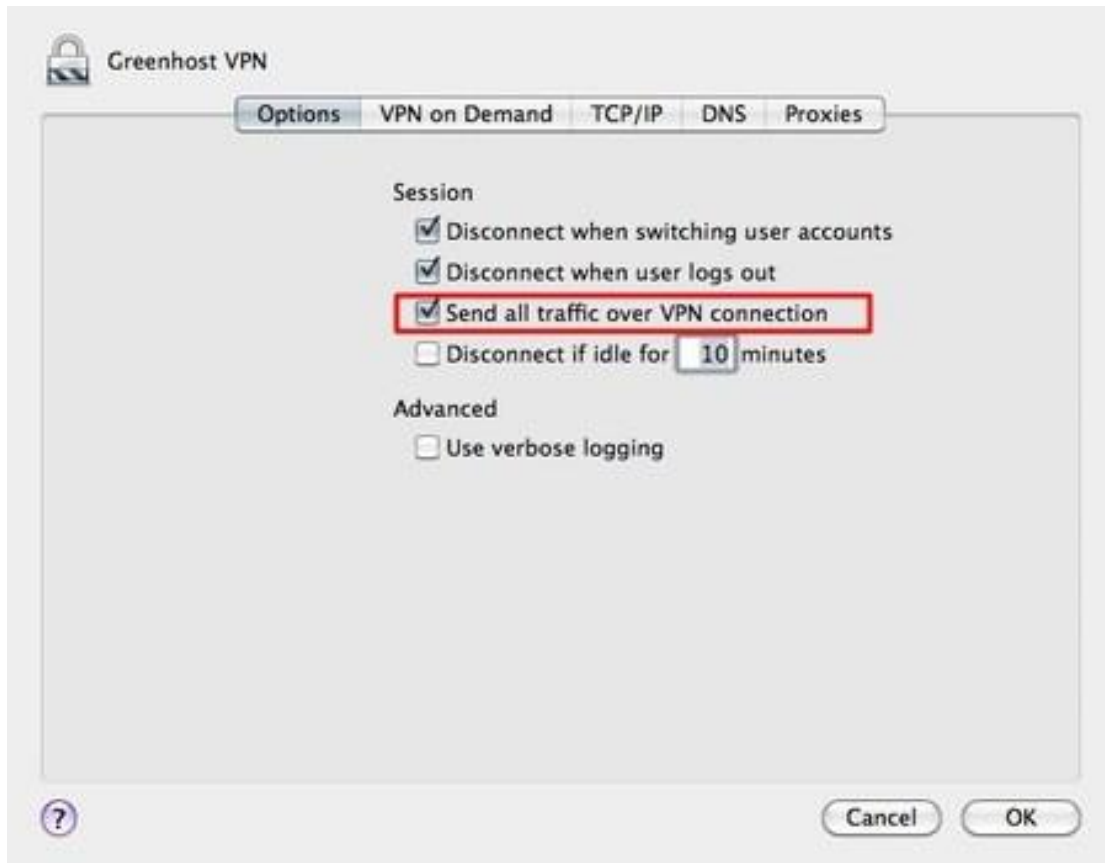 Greenhost VPN
Options VPN on Demand TCP/IP DNS Proxies
Session
Disconnect when switching user accounts
Disconnect when user logs out
Send all traffic over VPN connection
Disconnect if idle for 10 minutes
Advanced
Use verbose logging
? Cancel OK